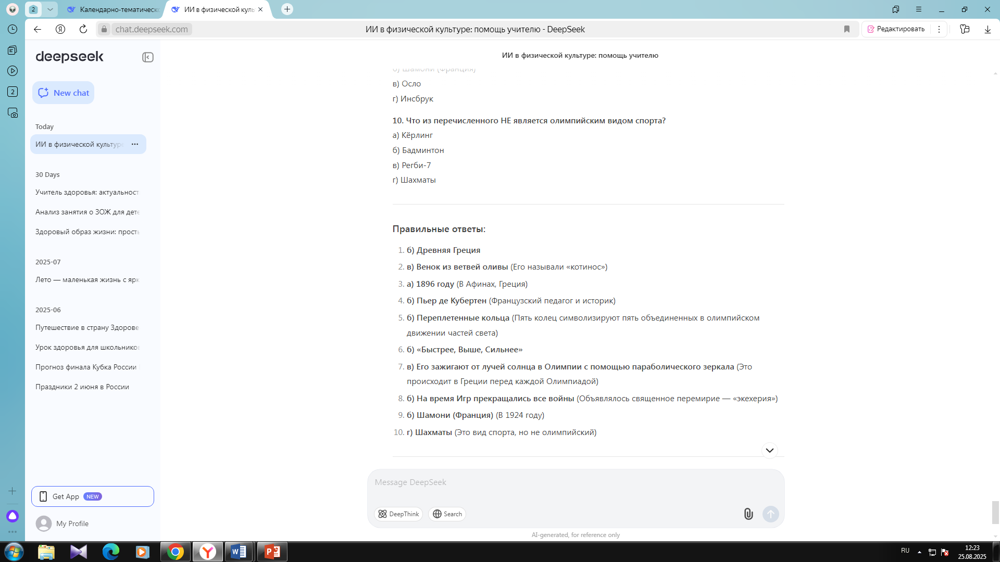 2
Календарно-тематическ
ИИ в физической куль
chat.deepseek.com
ИИ в физической культуре: помощь учителю - DeepSeek
Редактировать
2
deepseek
New chat
Today
ИИ в физической культуре
30 Days
Учитель здоровья: актуальност
Анализ занятия о ЗОЖ для дете
Здоровый образ жизни: прость
2025-07
Лето — маленькая жизнь с ярк
2025-06
Путешествие в страну Здорове
Урок здоровья для школьников
Прогноз финала Кубка России
Праздники 2 июня в России
Get App NEW
My Profile
ИИ в физической культуре: помощь учителю
б) Шамони (Франция)
в) Осло
г) Инсбрук
10. Что из перечисленного НЕ является олимпийским видом спорта?
а) Кёрлинг
б) Бадминтон
в) Регби-7
г) Шахматы
Правильные ответы:
1. б) Древняя Греция
2. в) Венок из ветвей оливы (Его называли «котинос»)
3. а) 1896 году (В Афинах, Греция)
4. б) Пьер де Кубертен (Французский педагог и историк)
5. б) Переплетенные кольца (Пять колец символизируют пять объединенных в олимпийском
движении частей света)
6. б) «Быстрее, Выше, Сильнее»
7. в) Его зажигают от лучей солнца в Олимпии с помощью параболического зеркала (Это
происходит в Греции перед каждой Олимпиадой)
8. б) На время Игр прекращались все войны (Объявлялось священное перемирие — «экехерия»)
9. б) Шамони (Франция) (В 1924 году)
10. г) Шахматы (Это вид спорта, но не олимпийский)
Message DeepSeek
DeepThink
Search
AI-generated, for reference only
RU
12:23
25.08.2025